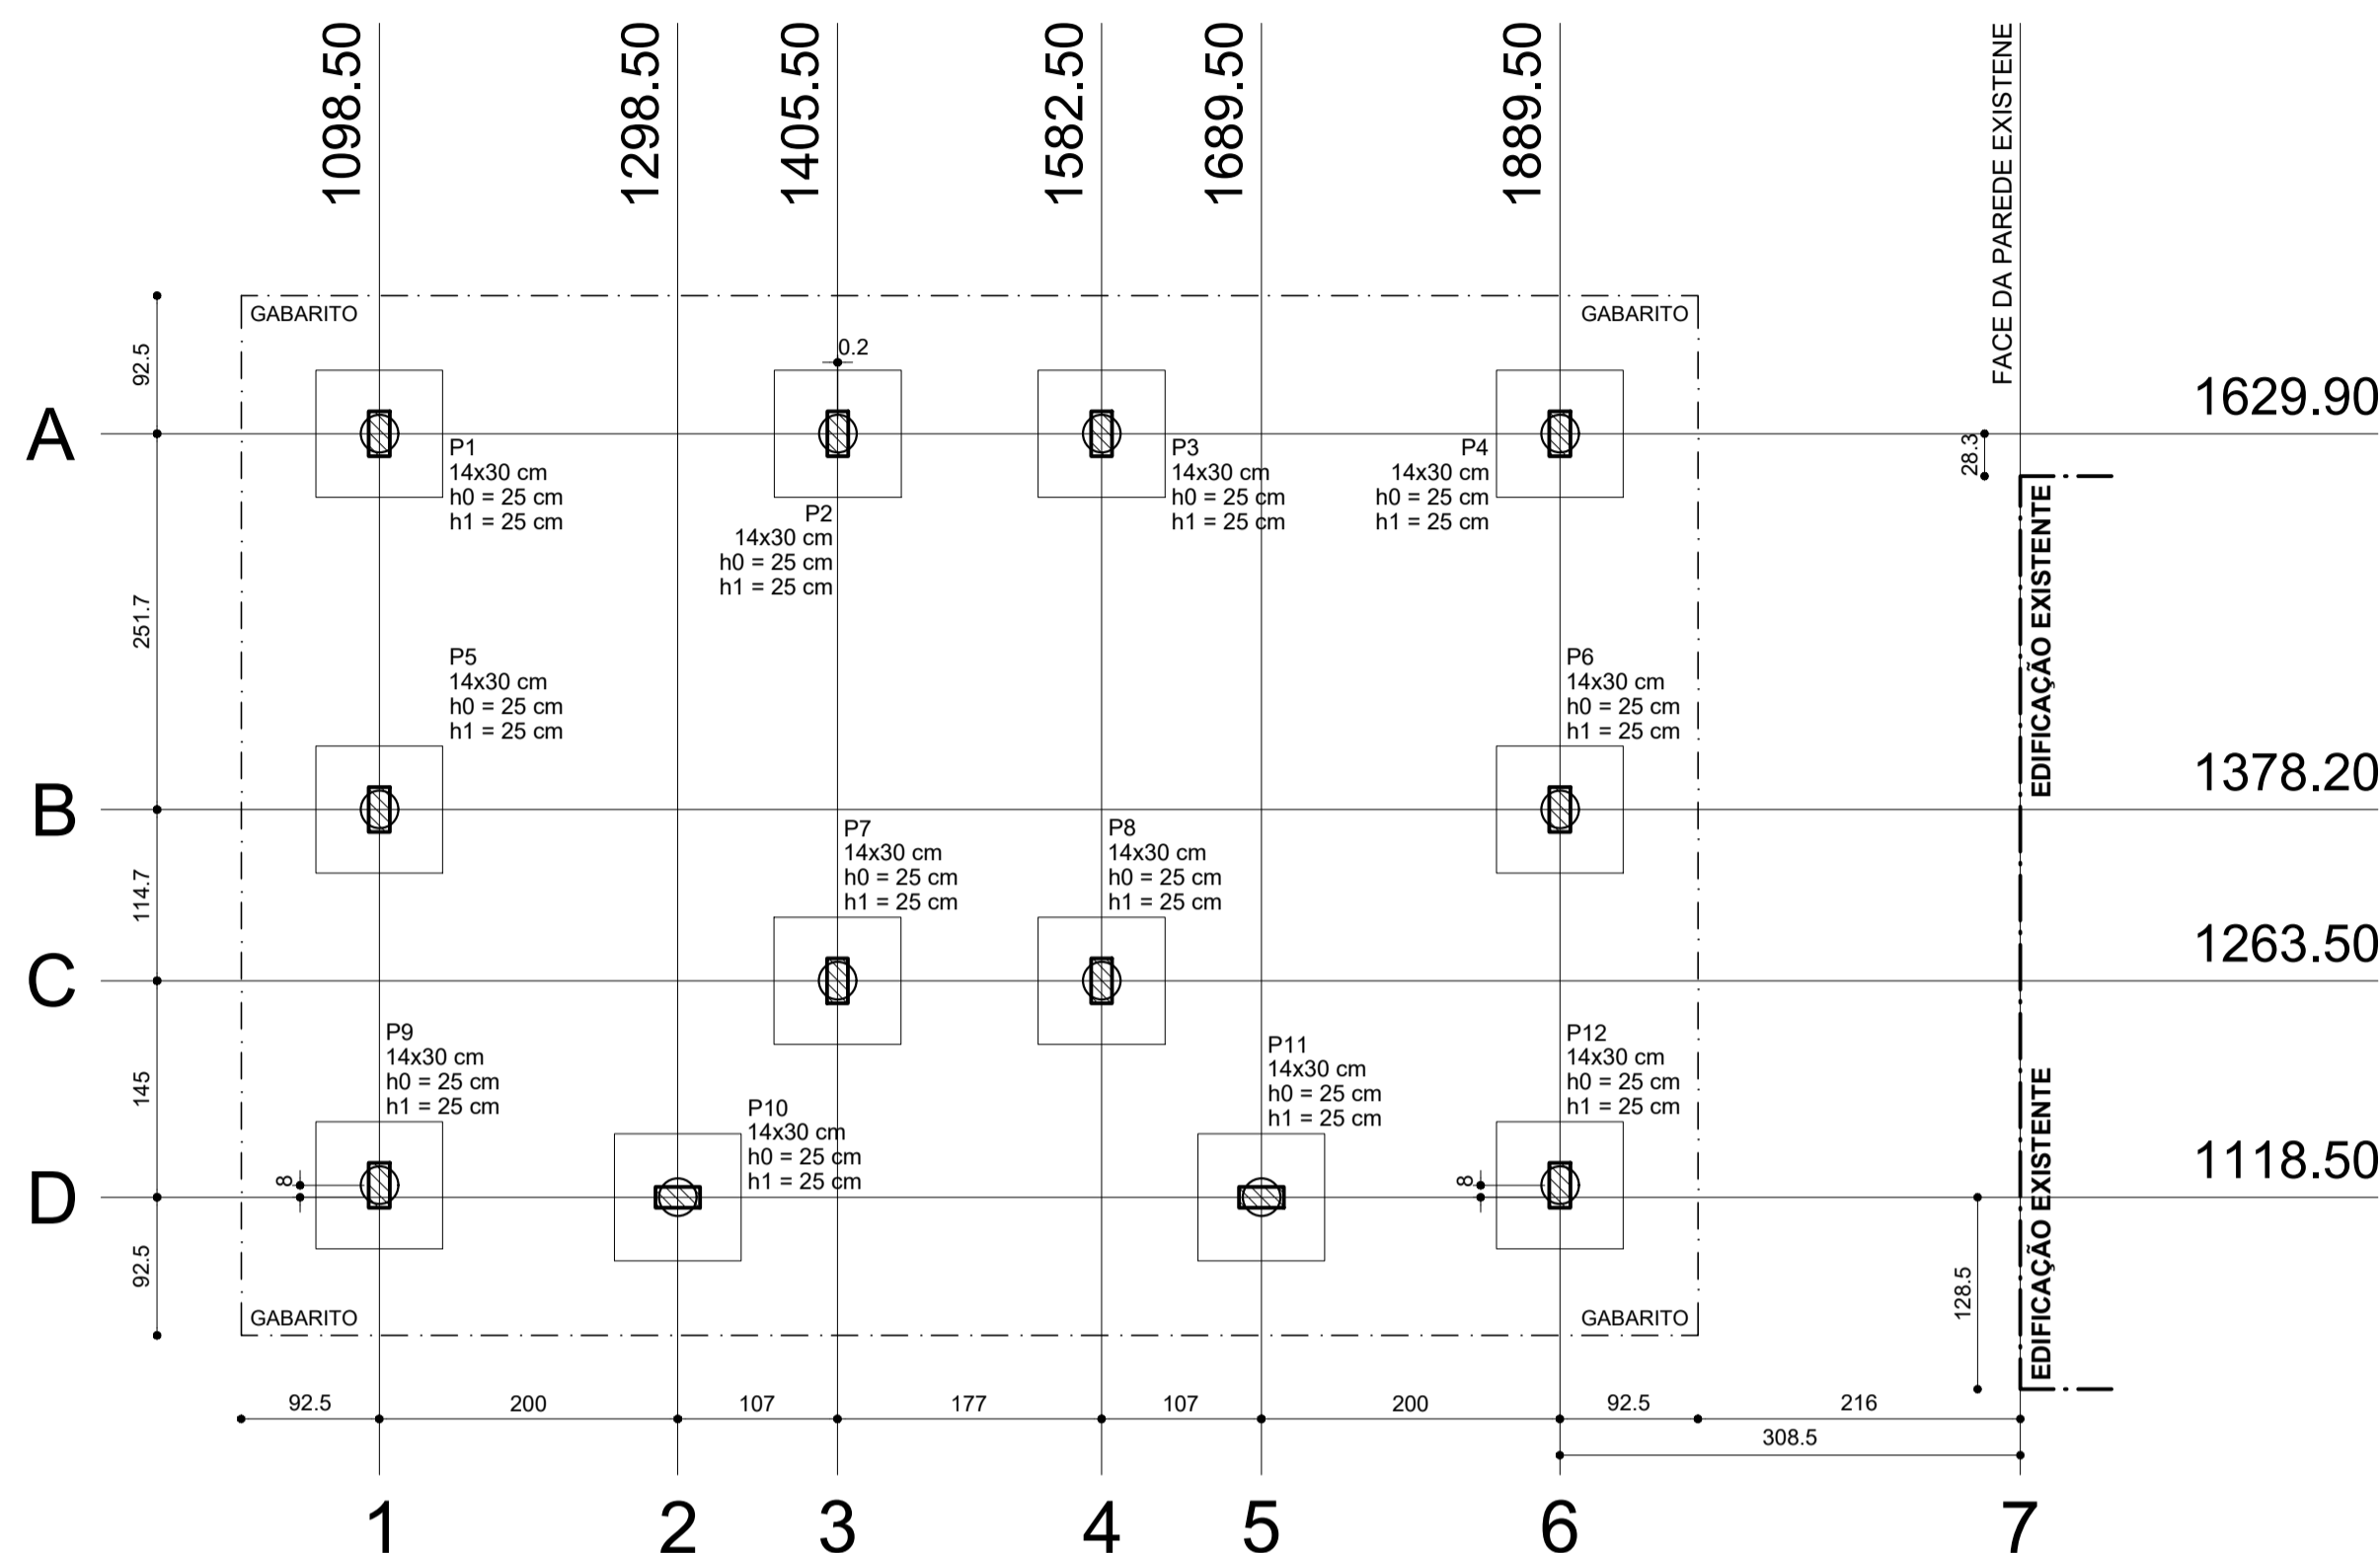 1098.50
1298.50
1405.50
1582.50
1689.50
1889.50
FACE DA PAREDE EXISTENE
GABARITO
GABARITO
92.5
0.2
A
1629.90
28.3
P1
14x30 cm
h0 = 25 cm
h1 = 25 cm
P2
14x30 cm
h0 = 25 cm
h1 = 25 cm
P3
14x30 cm
h0 = 25 cm
h1 = 25 cm
P4
14x30 cm
h0 = 25 cm
h1 = 25 cm
251.7
EDIFICAÇÃO EXISTENTE
P5
14x30 cm
h0 = 25 cm
h1 = 25 cm
P6
14x30 cm
h0 = 25 cm
h1 = 25 cm
B
1378.20
P7
14x30 cm
h0 = 25 cm
h1 = 25 cm
P8
14x30 cm
h0 = 25 cm
h1 = 25 cm
114.7
C
1263.50
P9
14x30 cm
h0 = 25 cm
h1 = 25 cm
P10
14x30 cm
h0 = 25 cm
h1 = 25 cm
P11
14x30 cm
h0 = 25 cm
h1 = 25 cm
P12
14x30 cm
h0 = 25 cm
h1 = 25 cm
145
8
8
D
1118.50
EDIFICAÇÃO EXISTENTE
92.5
128.5
GABARITO
GABARITO
92.5
200
107
177
107
200
92.5
216
308.5
1
2
3
4
5
6
7